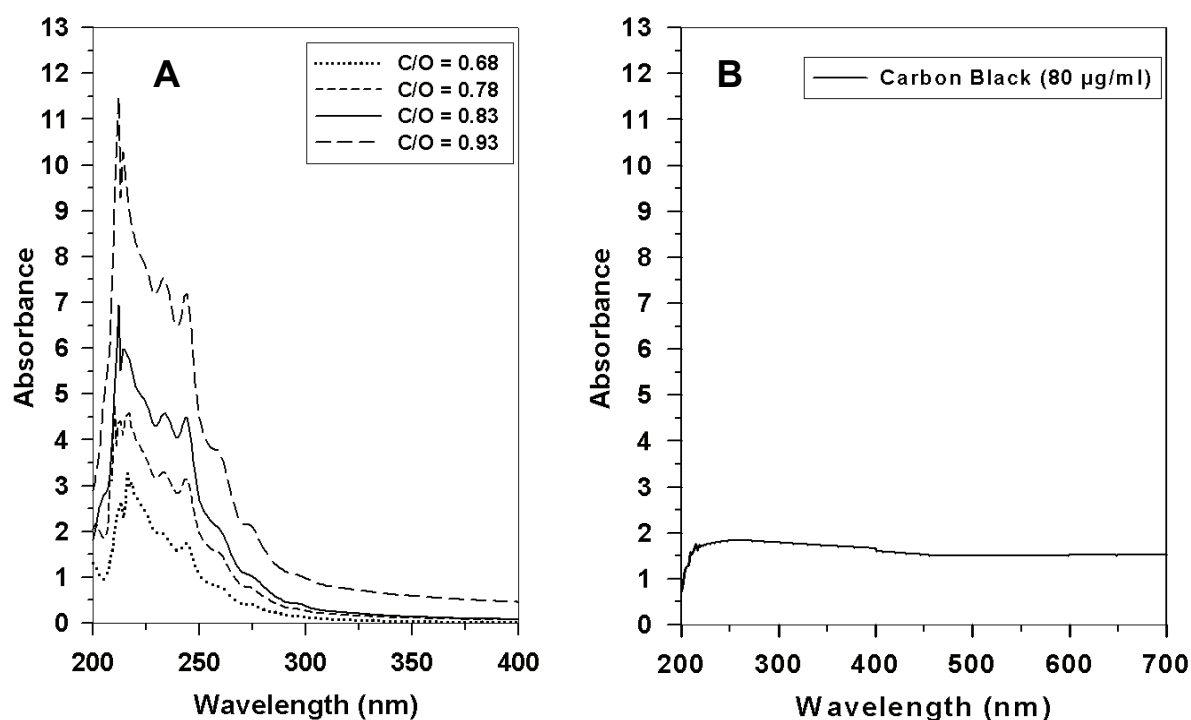 A
C/O = 0.68
C/O = 0.78
C/O = 0.83
C/O = 0.93
Absorbance
13
12
11
10
9
8
7
6
5
4
3
2
1
0
200 250 300 350 400
Wavelength (nm)
B
Carbon Black (80 µg/ml)
Absorbance
13
12
11
10
9
8
7
6
5
4
3
2
1
0
200 300 400 500 600 700
Wavelength (nm)